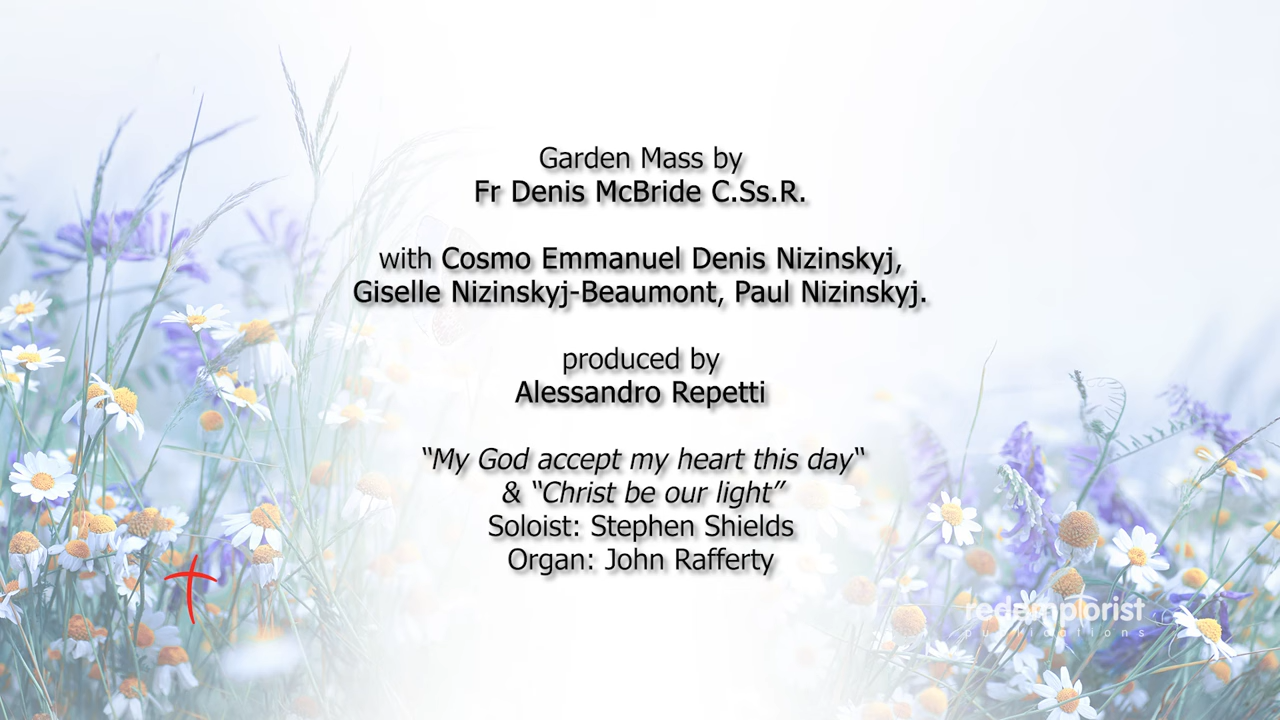 Garden Mass by
Fr Denis McBride C.Ss.R.
with Cosmo Emmanuel Denis Nizinskyj,
Giselle Nizinskyj-Beaumont, Paul Nizinskyj.
produced by
Alessandro Repetti
“My God accept my heart this day“
& “Christ be our light”
Soloist: Stephen Shields
Organ: John Rafferty
redemptorist
publications